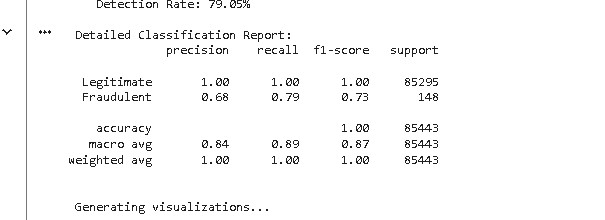 Detection Rate: 79.05%
Detailed Classification Report:
precision recall f1-score support
Legitimate 1.00 1.00 1.00 85295
Fraudulent 0.68 0.79 0.73 148
accuracy 1.00 85443
macro avg 0.84 0.89 0.87 85443
weighted avg 1.00 1.00 1.00 85443
Generating visualizations...